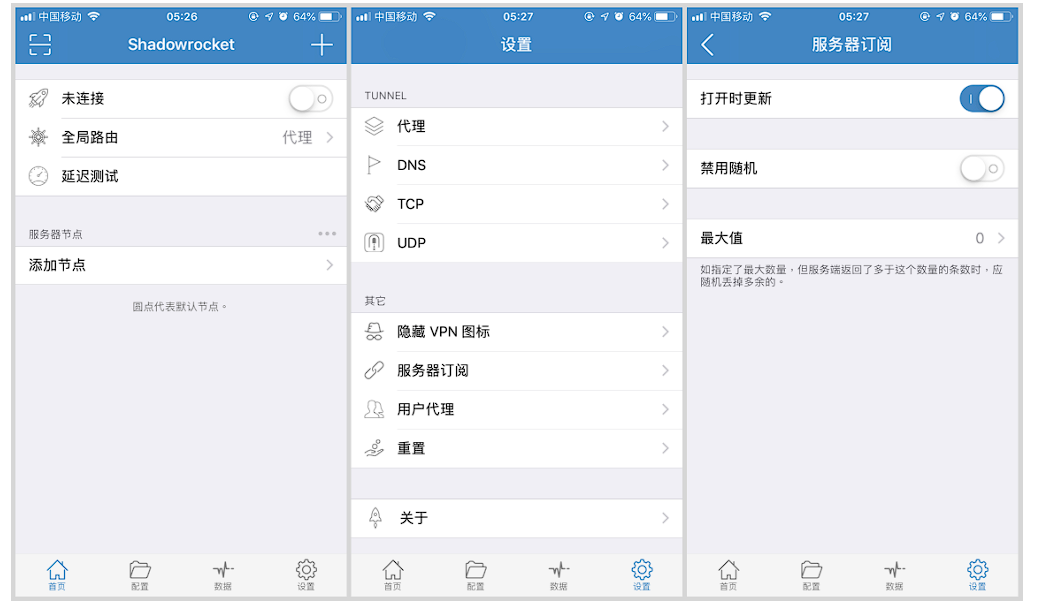 中国移动
05:26
64%
Shadowrocket
未连接
全局路由
代理
延迟测试
服务器节点
添加节点
圆点代表默认节点。
首页
配置
数据
设置
中国移动
05:27
64%
设置
TUNNEL
代理
DNS
TCP
UDP
其它
隐藏 VPN 图标
服务器订阅
用户代理
重置
关于
首页
配置
数据
设置
中国移动
05:27
64%
服务器订阅
打开时更新
禁用随机
最大值
0
如指定了最大数量,但服务端返回了多于这个数量的条数时,应
随机丢掉多余的。
首页
配置
数据
设置